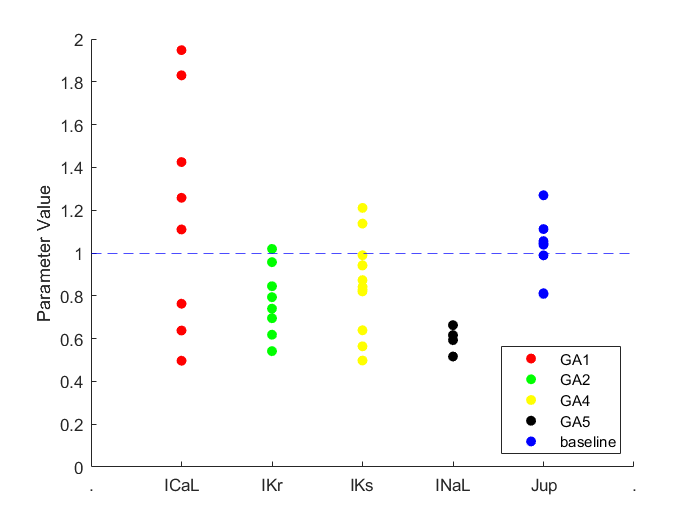 Parameter Value
2
1.8
1.6
1.4
1.2
1
0.8
0.6
0.4
0.2
0
. ICaL IKr IKs INaL Jup .
GA1
GA2
GA4
GA5
baseline